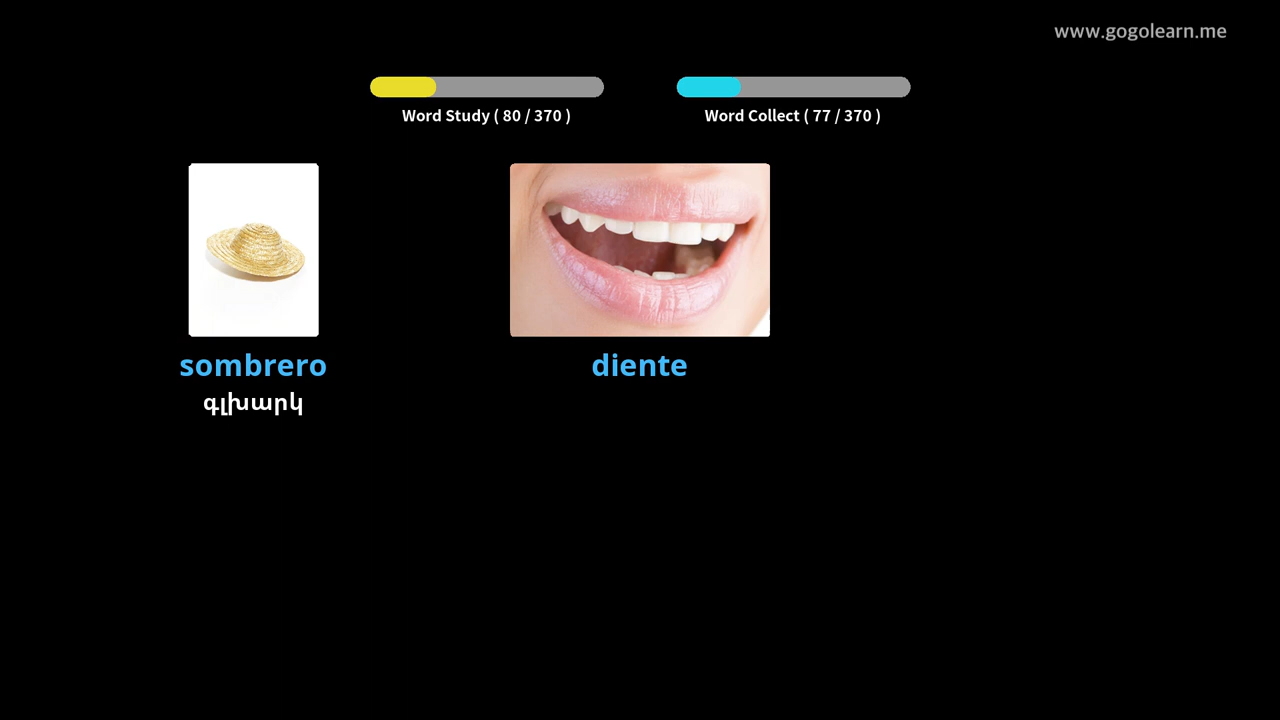 www.gogolearn.me
Word Study ( 80 / 370 )
Word Collect ( 77 / 370 )
sombrero
գլխարկ
diente